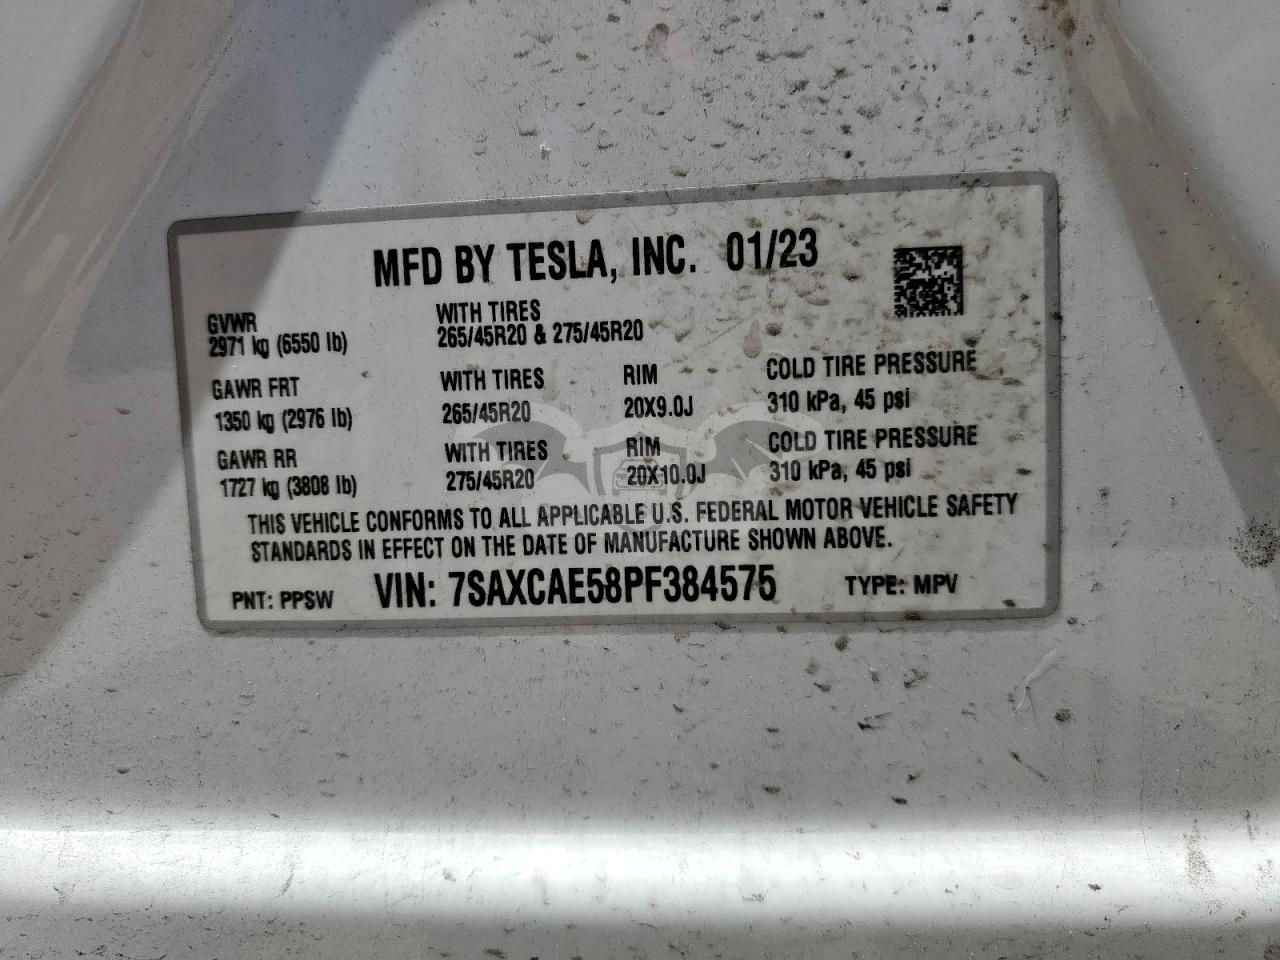 MFD BY TESLA, INC. 01/23
GVWR WITH TIRES
2971 kg (6550 lb) 265/45R20 & 275/45R20
GAWR FRT WITH TIRES RIM COLD TIRE PRESSURE
1350 kg (2976 lb) 265/45R20 20X9.0J 310 kPa, 45 psi
GAWR RR WITH TIRES RIM COLD TIRE PRESSURE
1727 kg (3808 lb) 275/45R20 20X10.0J 310 kPa, 45 psi
THIS VEHICLE CONFORMS TO ALL APPLICABLE U.S. FEDERAL MOTOR VEHICLE SAFETY
STANDARDS IN EFFECT ON THE DATE OF MANUFACTURE SHOWN ABOVE.
PNT: PPSW VIN: 7SAXCAE58PF384575 TYPE: MPV